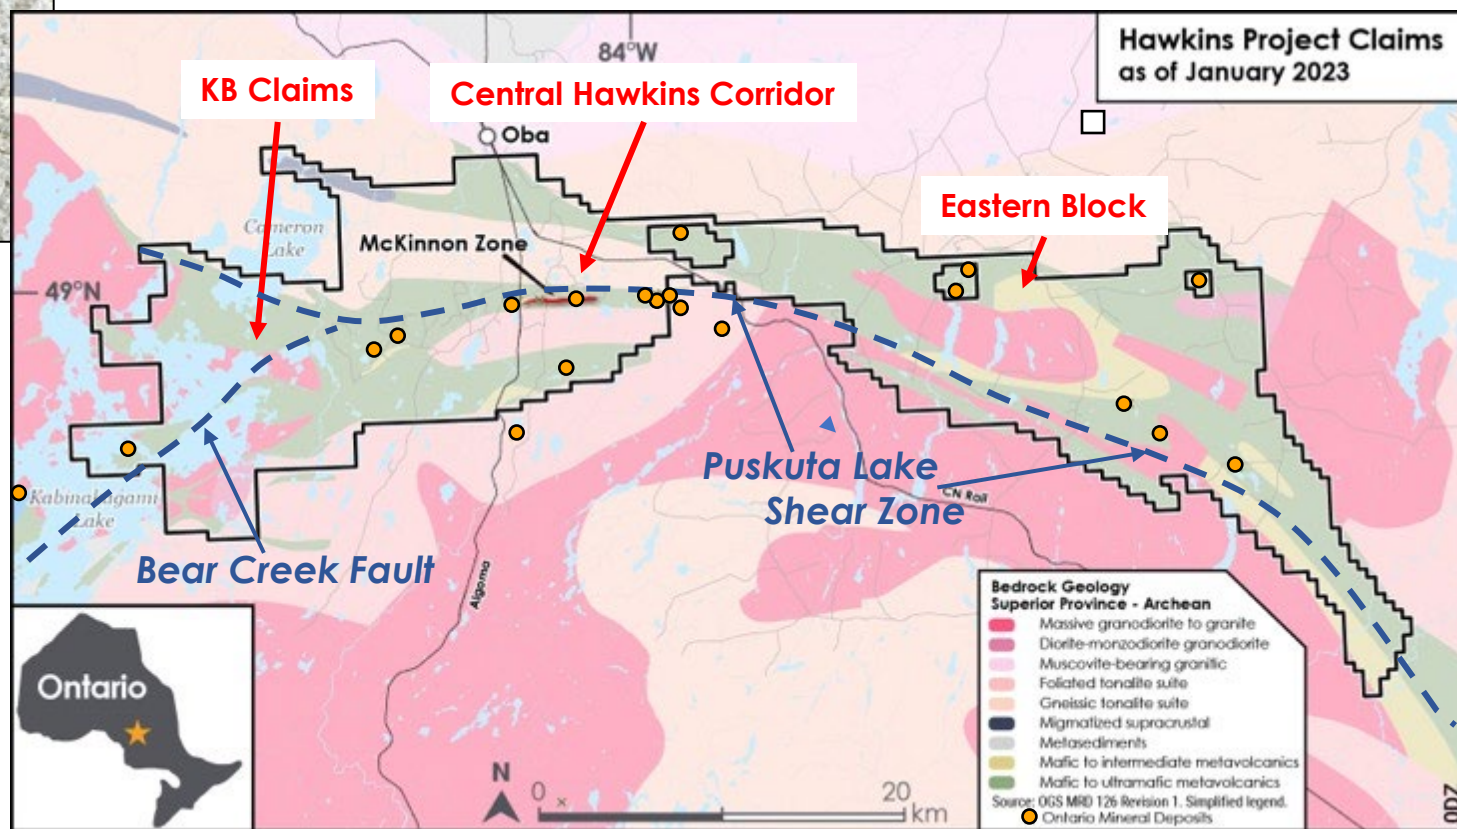 Hawkins Project Claims
as of January 2023
84°W
KB Claims
Central Hawkins Corridor
Oba
Eastern Block
Cameron
Lake
McKinnon Zone
49°N
Puskuta Lake
Shear Zone
CN Rail
Kabinakagami
Lake
Bear Creek Fault
Algoma
Ontario
N
0
20
km
Bedrock Geology
Superior Province - Archean
Massive granodiorite to granite
Diorite-monzodiorite granodiorite
Muscovite-bearing granitic
Foliated tonalite suite
Gneissic tonalite suite
Migmatized supracrustal
Metasediments
Mafic to intermediate metavolcanics
Mafic to ultramafic metavolcanics
Source: OGS MRD 126 Revision 1. Simplified legend.
Ontario Mineral Deposits